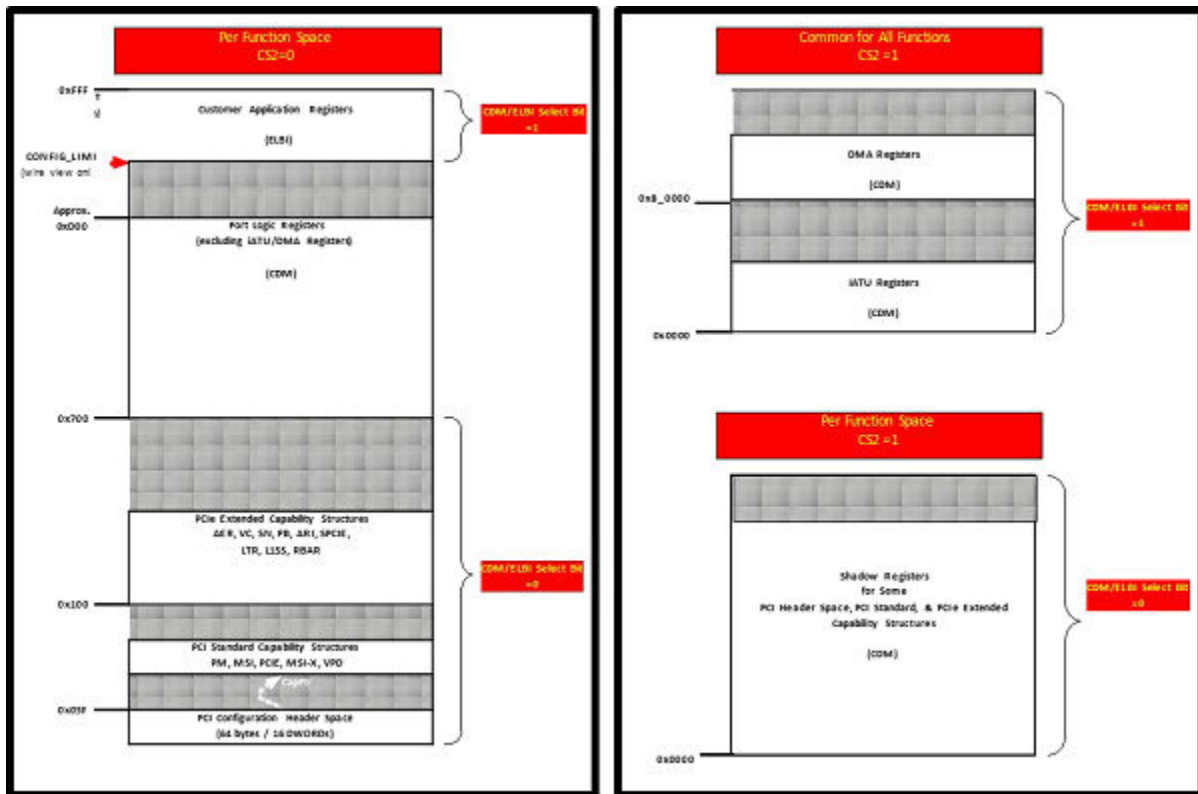 Per Function Space
CS2=0
0xFFF
Customer Application Registers
(ELBI)
CDM/ELBI Select Bit
=1
CONFIG_LIMI
(wire view onl
Approx.
0xD00
Port Logic Registers
(excluding iATU/DMA Registers)
(CDM)
0x700
PCIe Extended Capability Structures
AER, VC, SN, PB, ARI, SPCIE,
LTR, L1SS, RBAR
CDM/ELBI Select Bit
=0
0x100
PCI Standard Capability Structures
PM, MSI, PCIE, MSI-X, VPD
CapPtr
0x03F
PCI Configuration Header Space
(64 bytes / 16 DWORDs)
Common for All Functions
CS2 =1
DMA Registers
(CDM)
0x8_0000
CDM/ELBI Select Bit
=1
iATU Registers
(CDM)
0x0000
Per Function Space
CS2 =1
Shadow Registers
for Some
PCI Header Space, PCI Standard, & PCIe Extended
Capability Structures
(CDM)
CDM/ELBI Select Bit
=0
0x0000